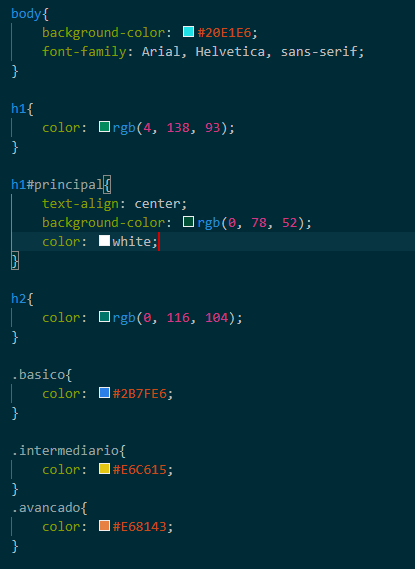 body{
    background-color: #20E1E6;
    font-family: Arial, Helvetica, sans-serif;
}
h1{
    color: rgb(4, 138, 93);
}
h1#principal{
    text-align: center;
    background-color: rgb(0, 78, 52);
    color: white;
}
h2{
    color: rgb(0, 116, 104);
}
.basico{
    color: #2B7FE6;
}
.intermediario{
    color: #E6C615;
}
.avancado{
    color: #E68143;
}